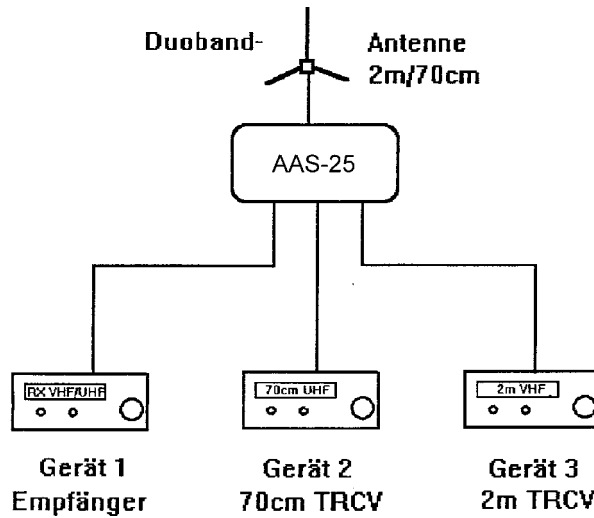 Duoband- Antenne
2m/70cm
AAS-25
RX VHF/UHF 70cm UHF 2m VHF
Gerät 1 Gerät 2 Gerät 3
Empfänger 70cm TRCV 2m TRCV